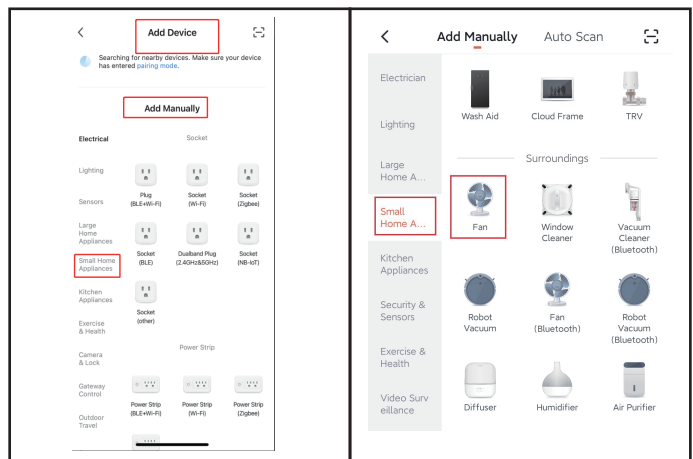 Add Device
Searching for nearby devices. Make sure your device
has entered pairing mode.
Add Manually
Electrical
Socket
Lighting
Sensors
Large
Home
Appliances
Small Home
Appliances
Kitchen
Appliances
Exercise
& Health
Camera
& Lock
Gateway
Control
Outdoor
Travel
Plug
(BLE+Wi-Fi)
Socket
(Wi-Fi)
Socket
(Zigbee)
Socket
(BLE)
Dualband Plug
(2.4GHz&5GHz)
Socket
(NB-IoT)
Socket
(other)
Power Strip
Power Strip
(BLE+Wi-Fi)
Power Strip
(Wi-Fi)
Power Strip
(Zigbee)
Add Manually
Auto Scan
Electrician
Lighting
Large
Home A...
Small
Home A...
Kitchen
Appliances
Security &
Sensors
Exercise &
Health
Video Surv
eillance
Wash Aid
Cloud Frame
TRV
Surroundings
Fan
Window
Cleaner
Vacuum
Cleaner
(Bluetooth)
Robot
Vacuum
Fan
(Bluetooth)
Robot
Vacuum
(Bluetooth)
Diffuser
Humidifier
Air Purifier